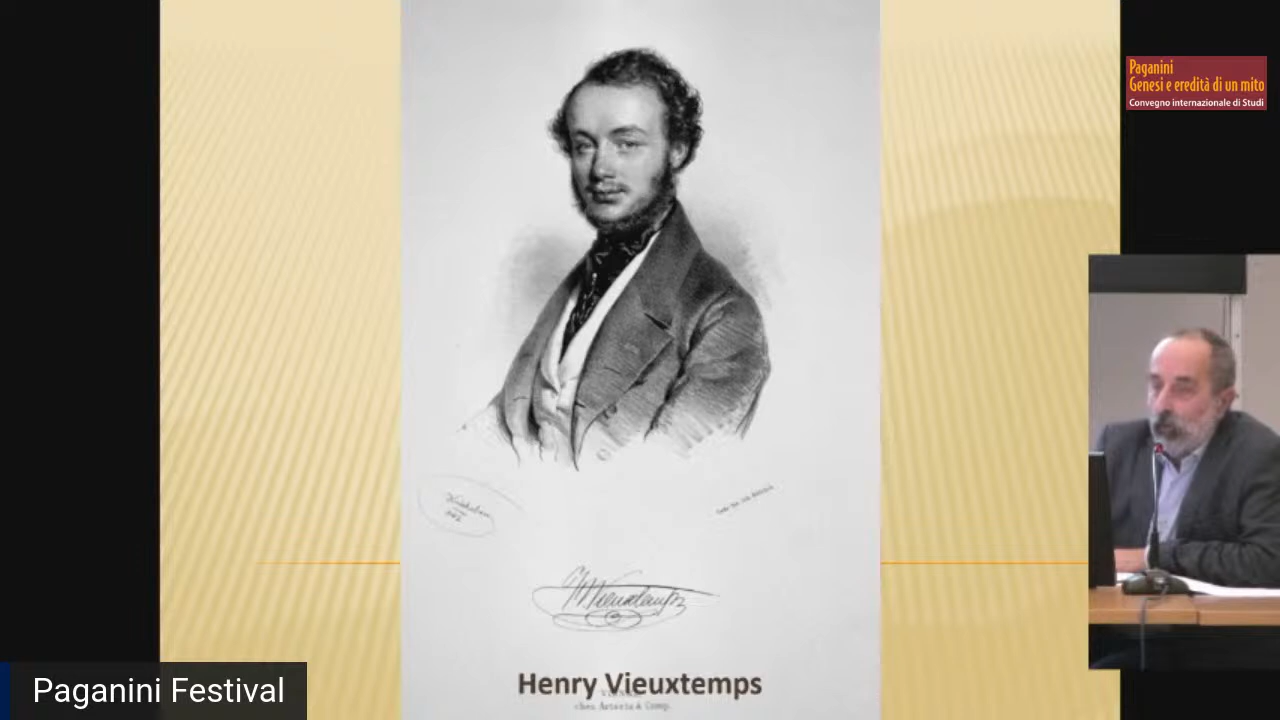 Paganini
Genesi e eredità di un mito
Convegno internazionale di Studi
Henry Vieuxtemps
chez Artaria & Comp.
Paganini Festival